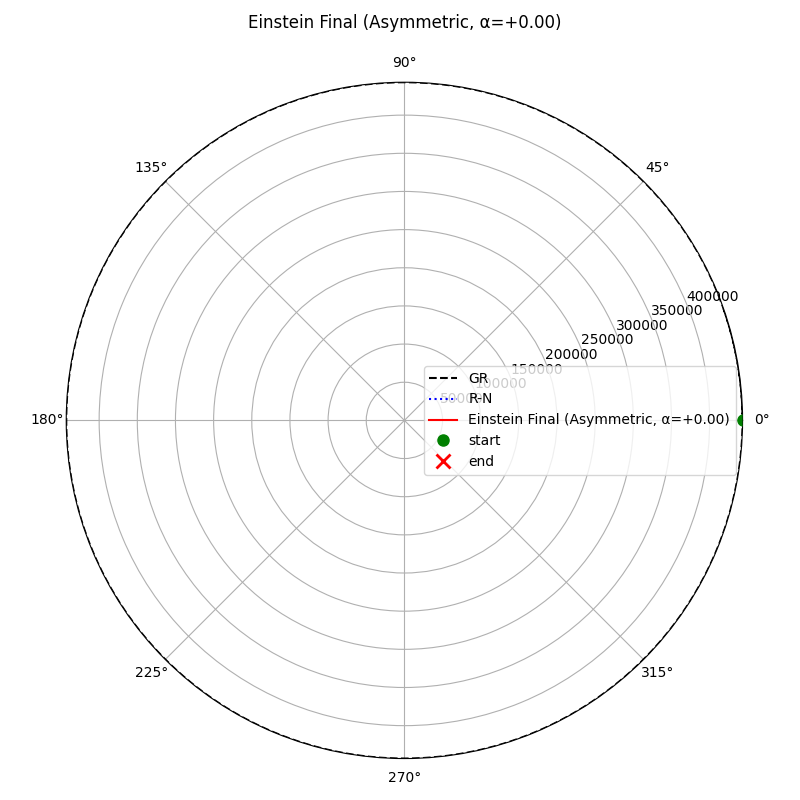 Einstein Final (Asymmetric, α=+0.00)
90°
135°
45°
400000
350000
300000
250000
200000
150000
100000
50000
GR
R-N
Einstein Final (Asymmetric, α=+0.00)
start
end
180°
0°
225°
315°
270°